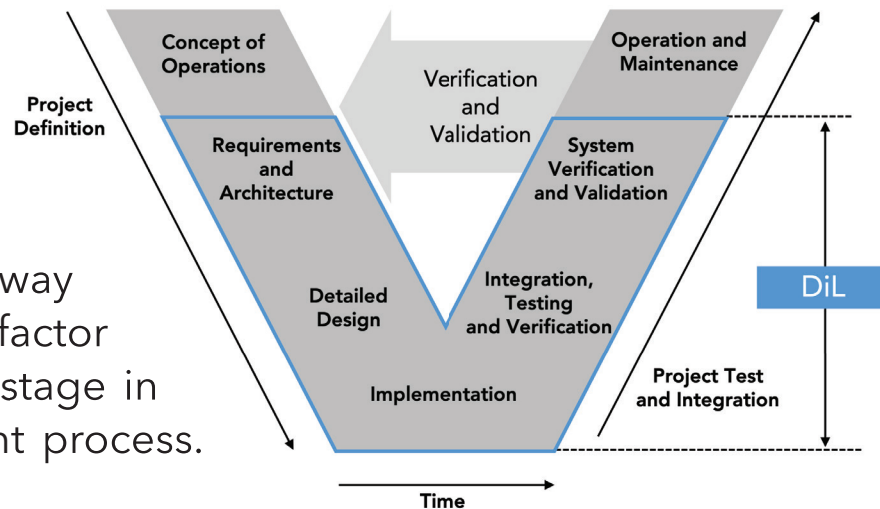 Concept of
Operations
Operation and
Maintenance
Verification
and
Validation
Project
Definition
Requirements
and
Architecture
System
Verification
and Validation
way
factor
stage in
process.
Detailed
Design
Integration,
Testing
and Verification
DiL
Implementation
Project Test
and Integration
Time